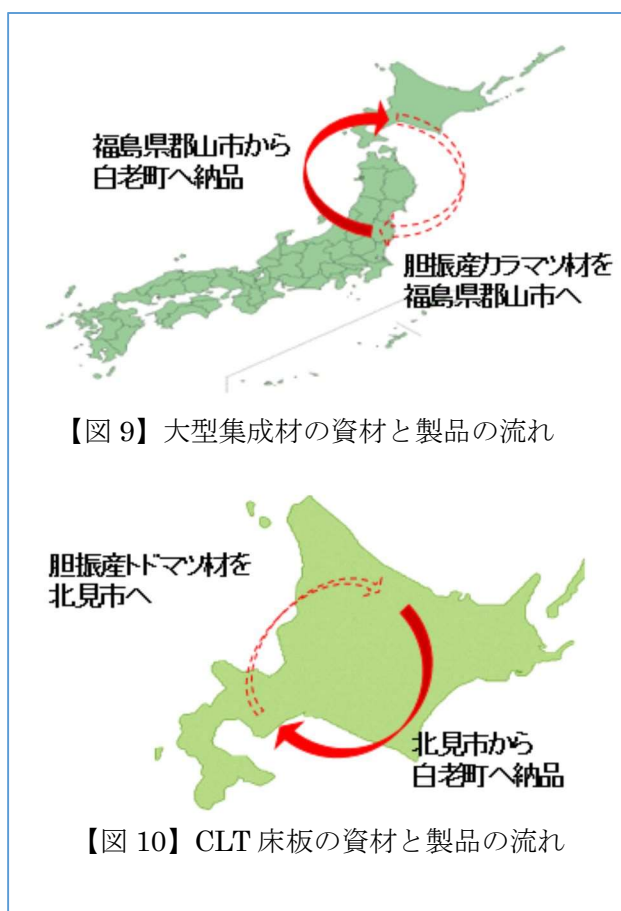 福島県郡山市から
白老町へ納品
胆振産カラマツ材を
福島県郡山市へ
【図 9】大型集成材の資材と製品の流れ
胆振産トドマツ材を
北見市へ
北見市から
白老町へ納品
【図 10】CLT 床板の資材と製品の流れ